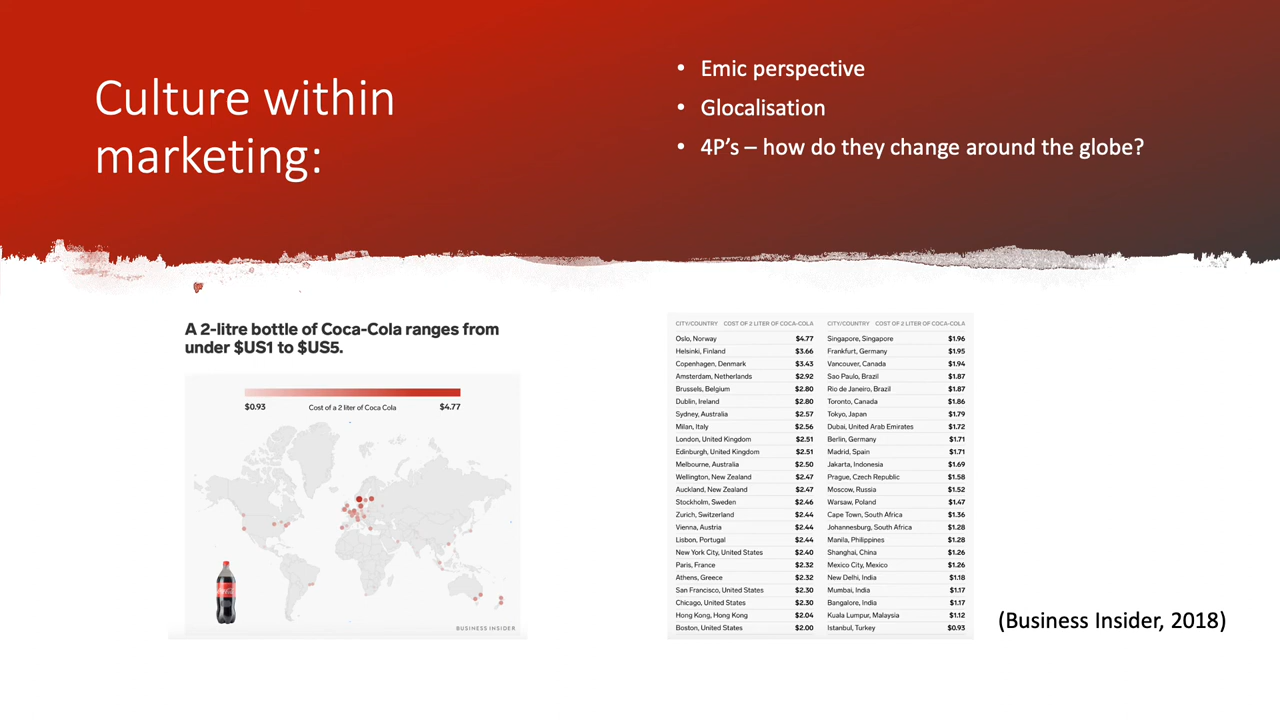 Culture within
marketing:
• Emic perspective
• Glocalisation
• 4P's – how do they change around the globe?
A 2-litre bottle of Coca-Cola ranges from
under $US1 to $US5.
$0.93 Cost of a 2 liter of Coca Cola $4.77
BUSINESS INSIDER
CITY/COUNTRY COST OF 2 LITER OF COCA-COLA CITY/COUNTRY COST OF 2 LITER OF COCA-COLA
Oslo, Norway $4.77 Singapore, Singapore $1.96
Helsinki, Finland $3.66 Frankfurt, Germany $1.95
Copenhagen, Denmark $3.43 Vancouver, Canada $1.94
Amsterdam, Netherlands $2.92 Sao Paulo, Brazil $1.87
Brussels, Belgium $2.80 Rio de Janeiro, Brazil $1.87
Dublin, Ireland $2.80 Toronto, Canada $1.86
Sydney, Australia $2.57 Tokyo, Japan $1.79
Milan, Italy $2.56 Dubai, United Arab Emirates $1.72
London, United Kingdom $2.51 Berlin, Germany $1.71
Edinburgh, United Kingdom $2.51 Madrid, Spain $1.71
Melbourne, Australia $2.50 Jakarta, Indonesia $1.69
Wellington, New Zealand $2.47 Prague, Czech Republic $1.58
Auckland, New Zealand $2.47 Moscow, Russia $1.52
Stockholm, Sweden $2.46 Warsaw, Poland $1.47
Zurich, Switzerland $2.44 Cape Town, South Africa $1.36
Vienna, Austria $2.44 Johannesburg, South Africa $1.28
Lisbon, Portugal $2.44 Manila, Philippines $1.28
New York City, United States $2.40 Shanghai, China $1.26
Paris, France $2.32 Mexico City, Mexico $1.26
Athens, Greece $2.32 New Delhi, India $1.18
San Francisco, United States $2.30 Mumbai, India $1.17
Chicago, United States $2.30 Bangalore, India $1.17
Hong Kong, Hong Kong $2.04 Kuala Lumpur, Malaysia $1.12
Boston, United States $2.00 Istanbul, Turkey $0.93
(Business Insider, 2018)